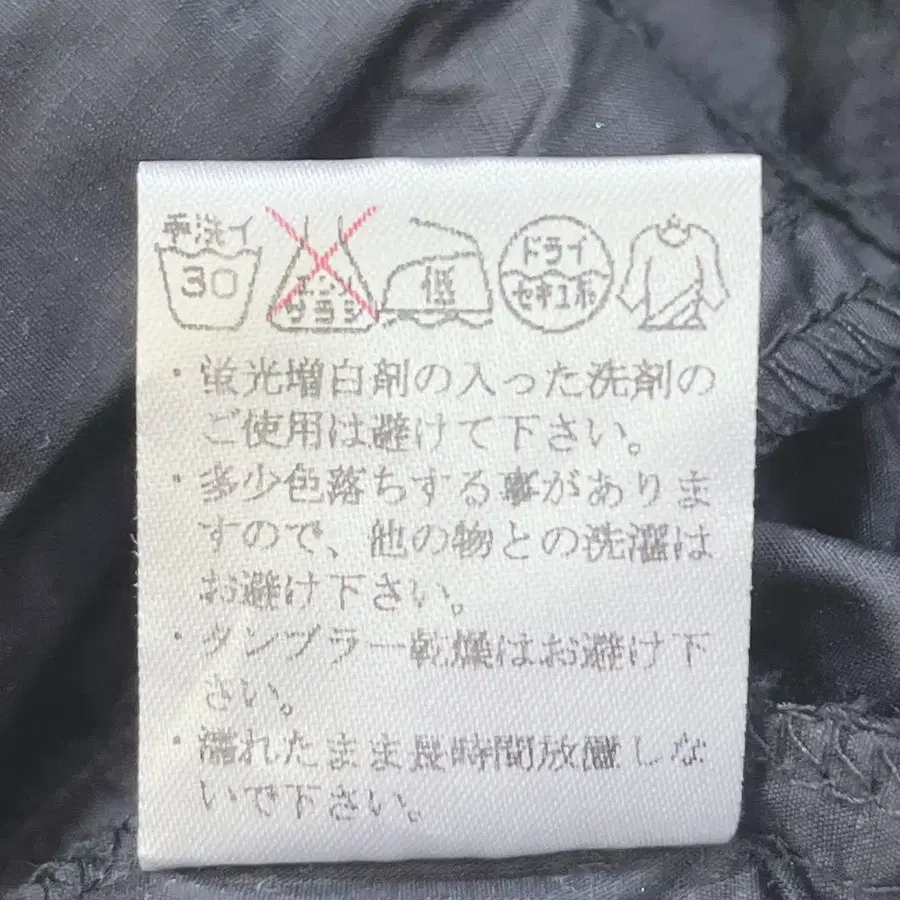 手洗イ
30
エンソ
サラシ
低
ドライ
セキユ系
・蛍光増白剤の入った洗剤の
ご使用は避けて下さい。
・多少色落ちする事がありま
すので、他の物との洗濯は
お避け下さい。
・タンブラー乾燥はお避け下
さい。
・濡れたまま長時間放置しな
いで下さい。